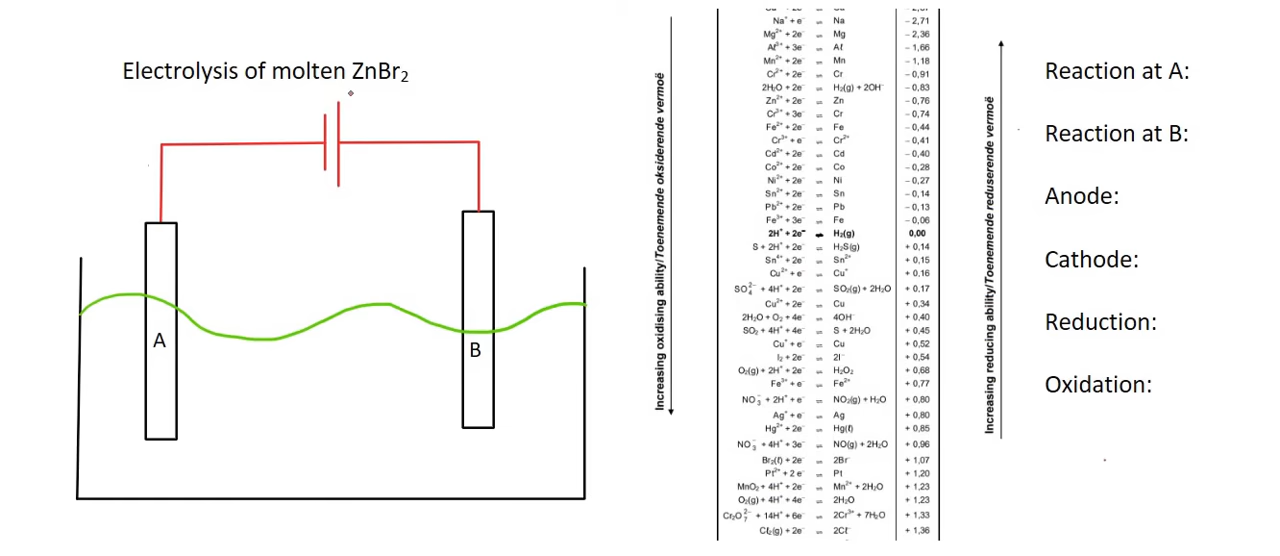 Electrolysis of molten ZnBr₂
A
B
Increasing oxidising ability/Toenemende oksiderende vermoë
Na⁺ + e⁻ ⇌ Na − 2,71
Mg²⁺ + 2e⁻ ⇌ Mg − 2,36
Aℓ³⁺ + 3e⁻ ⇌ Aℓ − 1,66
Mn²⁺ + 2e⁻ ⇌ Mn − 1,18
Cr²⁺ + 2e⁻ ⇌ Cr − 0,91
2H₂O + 2e⁻ ⇌ H₂(g) + 2OH⁻ − 0,83
Zn²⁺ + 2e⁻ ⇌ Zn − 0,76
Cr³⁺ + 3e⁻ ⇌ Cr − 0,74
Fe²⁺ + 2e⁻ ⇌ Fe − 0,44
Cr³⁺ + e⁻ ⇌ Cr²⁺ − 0,41
Cd²⁺ + 2e⁻ ⇌ Cd − 0,40
Co²⁺ + 2e⁻ ⇌ Co − 0,28
Ni²⁺ + 2e⁻ ⇌ Ni − 0,27
Sn²⁺ + 2e⁻ ⇌ Sn − 0,14
Pb²⁺ + 2e⁻ ⇌ Pb − 0,13
Fe³⁺ + 3e⁻ ⇌ Fe − 0,06
2H⁺ + 2e⁻ ⇌ H₂(g) 0,00
S + 2H⁺ + 2e⁻ ⇌ H₂S(g) + 0,14
Sn⁴⁺ + 2e⁻ ⇌ Sn²⁺ + 0,15
Cu²⁺ + e⁻ ⇌ Cu⁺ + 0,16
SO₄²⁻ + 4H⁺ + 2e⁻ ⇌ SO₂(g) + 2H₂O + 0,17
Cu²⁺ + 2e⁻ ⇌ Cu + 0,34
2H₂O + O₂ + 4e⁻ ⇌ 4OH⁻ + 0,40
SO₂ + 4H⁺ + 4e⁻ ⇌ S + 2H₂O + 0,45
Cu⁺ + e⁻ ⇌ Cu + 0,52
I₂ + 2e⁻ ⇌ 2I⁻ + 0,54
O₂(g) + 2H⁺ + 2e⁻ ⇌ H₂O₂ + 0,68
Fe³⁺ + e⁻ ⇌ Fe²⁺ + 0,77
NO₃⁻ + 2H⁺ + e⁻ ⇌ NO₂(g) + H₂O + 0,80
Ag⁺ + e⁻ ⇌ Ag + 0,80
Hg²⁺ + 2e⁻ ⇌ Hg(ℓ) + 0,85
NO₃⁻ + 4H⁺ + 3e⁻ ⇌ NO(g) + 2H₂O + 0,96
Br₂(ℓ) + 2e⁻ ⇌ 2Br⁻ + 1,07
Pt²⁺ + 2 e⁻ ⇌ Pt + 1,20
MnO₂ + 4H⁺ + 2e⁻ ⇌ Mn²⁺ + 2H₂O + 1,23
O₂(g) + 4H⁺ + 4e⁻ ⇌ 2H₂O + 1,23
Cr₂O₇²⁻ + 14H⁺ + 6e⁻ ⇌ 2Cr³⁺ + 7H₂O + 1,33
Cℓ₂(g) + 2e⁻ ⇌ 2Cℓ⁻ + 1,36
Increasing reducing ability/Toenemende reduserende vermoë
Reaction at A:
Reaction at B:
Anode:
Cathode:
Reduction:
Oxidation: